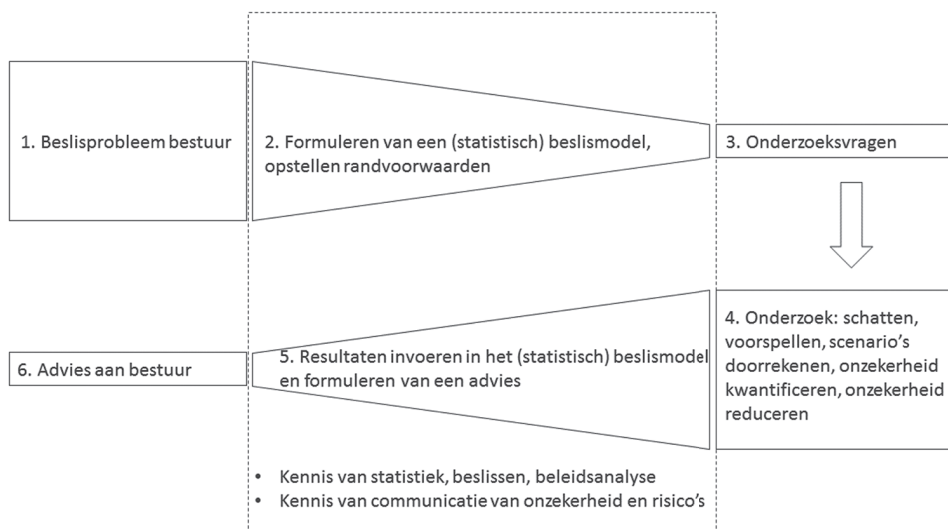 1. Beslisprobleem bestuur
2. Formuleren van een (statistisch) beslismodel,
opstellen randvoorwaarden
3. Onderzoeksvragen
4. Onderzoek: schatten,
voorspellen, scenario's
doorrekenen, onzekerheid
kwantificeren, onzekerheid
reduceren
5. Resultaten invoeren in het (statistisch) beslismodel
en formuleren van een advies
6. Advies aan bestuur
• Kennis van statistiek, beslissen, beleidsanalyse
• Kennis van communicatie van onzekerheid en risico's